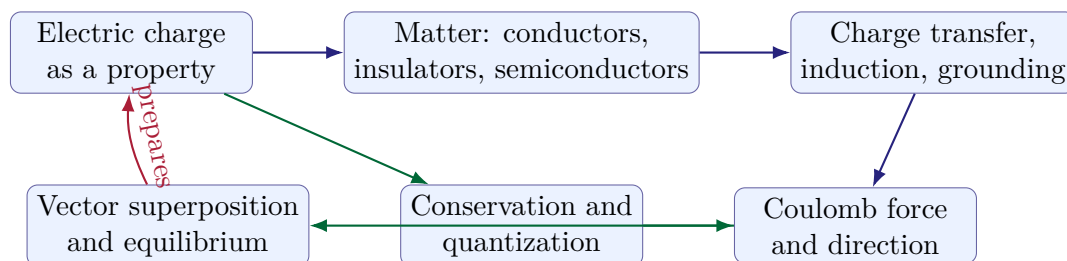 Electric charge
as a property
Matter: conductors,
insulators, semiconductors
Charge transfer,
induction, grounding
prepares
Vector superposition
and equilibrium
Conservation and
quantization
Coulomb force
and direction